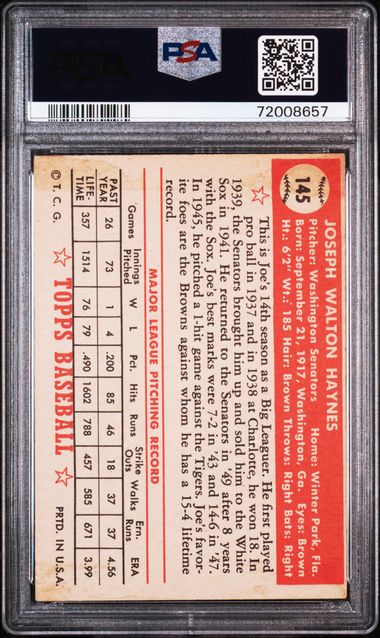 PSA
PSA
72008657
145
JOSEPH WALTON HAYNES
Pitcher: Washington Senators Home: Winter Park, Fla.
Born: September 21, 1917, Washington, Ga. Eyes: Brown
Ht.: 6'2" Wt.: 185 Hair: Brown Throws: Right Bats: Right
This is Joe's 14th season as a Big Leaguer. He first played
pro ball in 1937 and in 1938 at Charlotte, he won 18. In
1939, the Senators brought him up and sold him to the White
Sox in 1941. He returned to the Senators in '49 after 8 years
with the Sox. Joe's best marks were 7-2 in '43 and 14-6 in '47.
In 1945, he pitched a 1-hit game against the Tigers. Joe's favor-
ite foes are the Browns against whom he has a 15-4 lifetime
record.
MAJOR LEAGUE PITCHING RECORD
Games Innings Pitched W L Pct. Hits Runs Strike Outs Walks Ern. Runs ERA
PAST YEAR 26 73 1 4 .200 85 46 18 37 37 4.56
LIFE TIME 357 1514 76 79 .490 1602 788 457 585 671 3.99
© T. C. G. TOPPS BASEBALL PRTD. IN U.S.A.